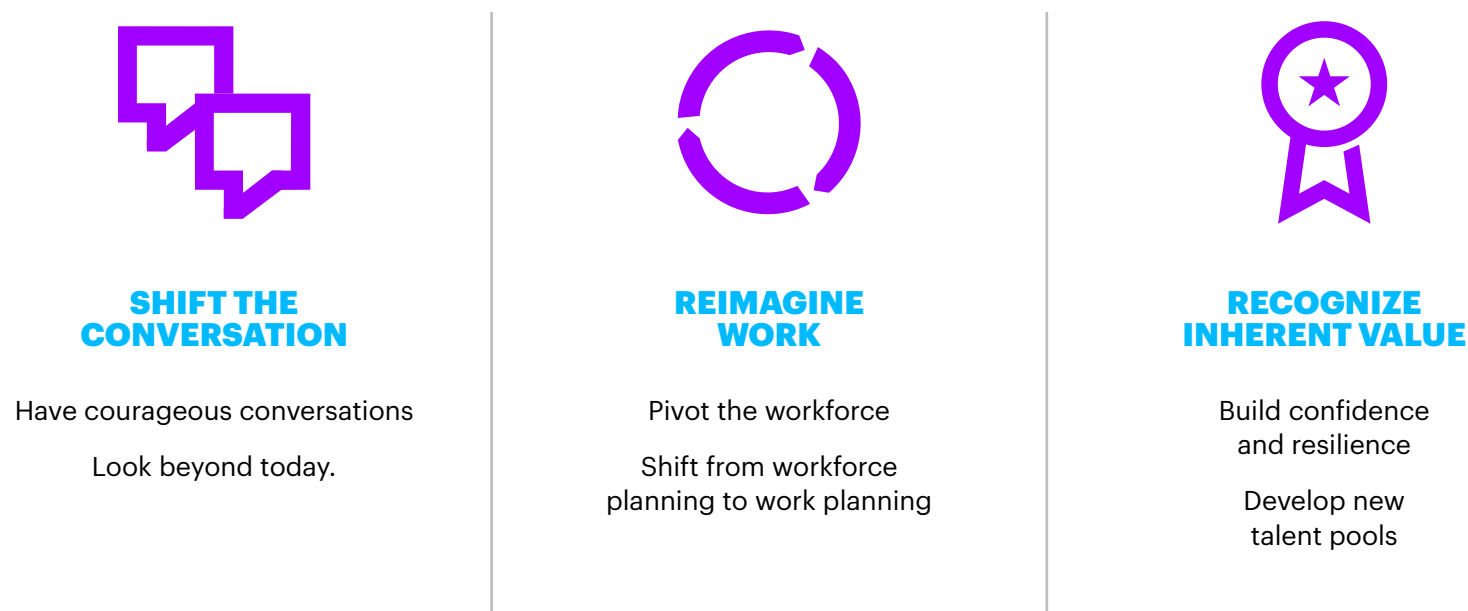 SHIFT THE
CONVERSATION
Have courageous conversations
Look beyond today.
REIMAGINE
WORK
Pivot the workforce
Shift from workforce
planning to work planning
RECOGNIZE
INHERENT VALUE
Build confidence
and resilience
Develop new
talent pools